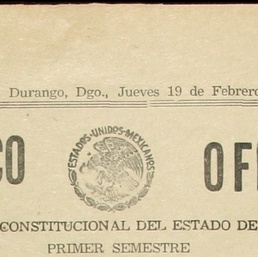 Durango, Dgo., Jueves 19 de Febrero
CO OF
ESTADOS·UNIDOS·MEXICANOS
CONSTITUCIONAL DEL ESTADO DE
PRIMER SEMESTRE